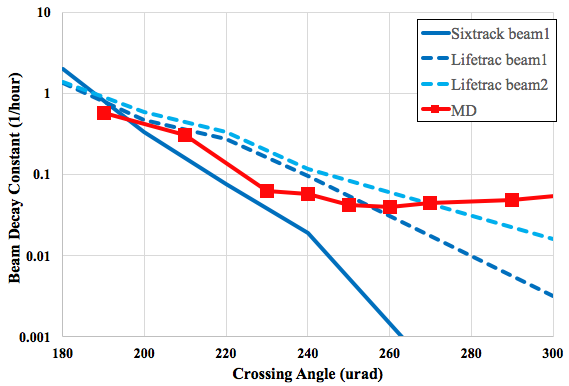 10
1
0.1
0.01
0.001
Beam Decay Constant (1/hour)
Sixtrack beam1
Lifetrac beam1
Lifetrac beam2
MD
180 200 220 240 260 280 300
Crossing Angle (urad)